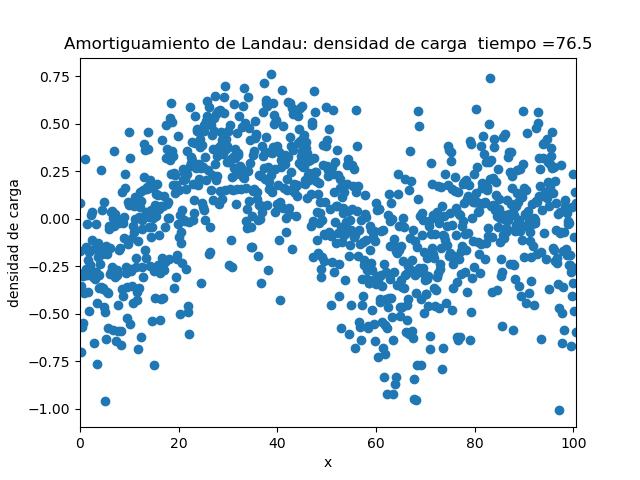 Amortiguamiento de Landau: densidad de carga  tiempo =76.5
densidad de carga
0.75
0.50
0.25
0.00
−0.25
−0.50
−0.75
−1.00
0 20 40 60 80 100
x